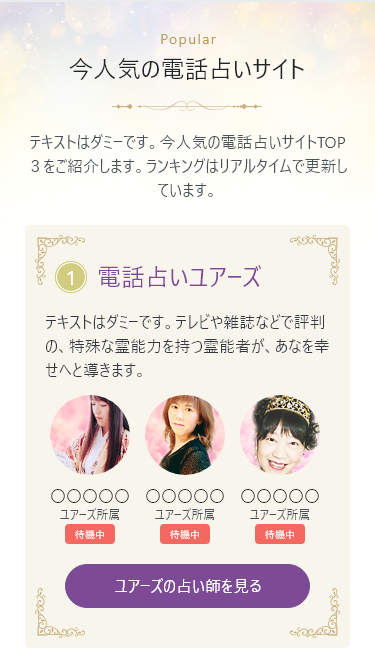 Popular
今人気の電話占いサイト
テキストはダミーです。今人気の電話占いサイトTOP
３をご紹介します。ランキングはリアルタイムで更新し
ています。
1 電話占いユアーズ
テキストはダミーです。テレビや雑誌などで評判
の、特殊な霊能力を持つ霊能者が、あなを幸
せへと導きます。
〇〇〇〇〇 〇〇〇〇〇 〇〇〇〇〇
ユアーズ所属 ユアーズ所属 ユアーズ所属
待機中 待機中 待機中
ユアーズの占い師を見る